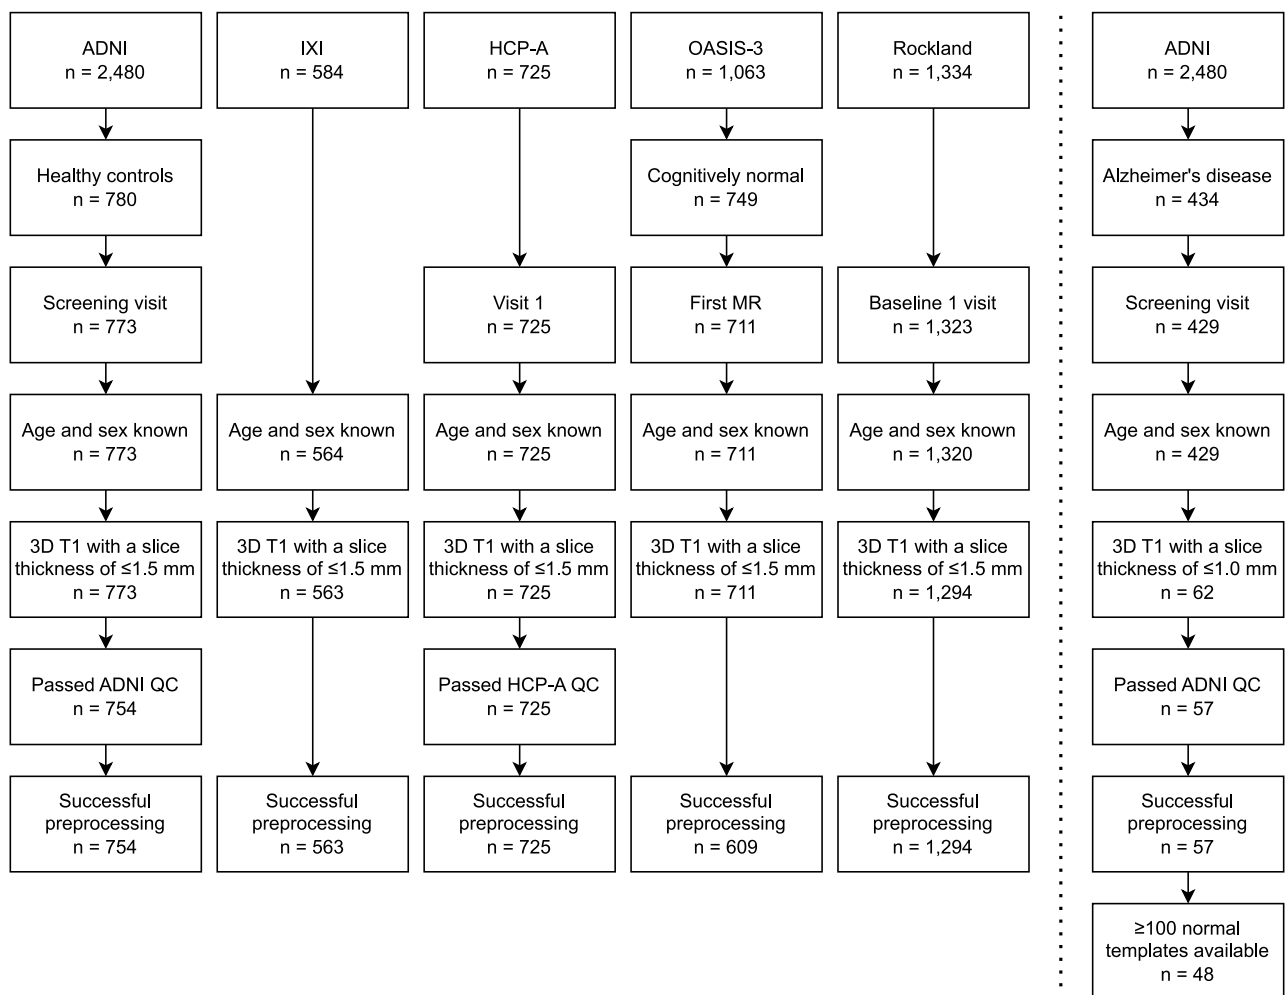 ADNI
n = 2,480
IXI
n = 584
HCP-A
n = 725
OASIS-3
n = 1,063
Rockland
n = 1,334
ADNI
n = 2,480
Healthy controls
n = 780
Cognitively normal
n = 749
Alzheimer's disease
n = 434
Screening visit
n = 773
Visit 1
n = 725
First MR
n = 711
Baseline 1 visit
n = 1,323
Screening visit
n = 429
Age and sex known
n = 773
Age and sex known
n = 564
Age and sex known
n = 725
Age and sex known
n = 711
Age and sex known
n = 1,320
Age and sex known
n = 429
3D T1 with a slice
thickness of ≤1.5 mm
n = 773
3D T1 with a slice
thickness of ≤1.5 mm
n = 563
3D T1 with a slice
thickness of ≤1.5 mm
n = 725
3D T1 with a slice
thickness of ≤1.5 mm
n = 711
3D T1 with a slice
thickness of ≤1.5 mm
n = 1,294
3D T1 with a slice
thickness of ≤1.0 mm
n = 62
Passed ADNI QC
n = 754
Passed HCP-A QC
n = 725
Passed ADNI QC
n = 57
Successful
preprocessing
n = 754
Successful
preprocessing
n = 563
Successful
preprocessing
n = 725
Successful
preprocessing
n = 609
Successful
preprocessing
n = 1,294
Successful
preprocessing
n = 57
≥100 normal
templates available
n = 48